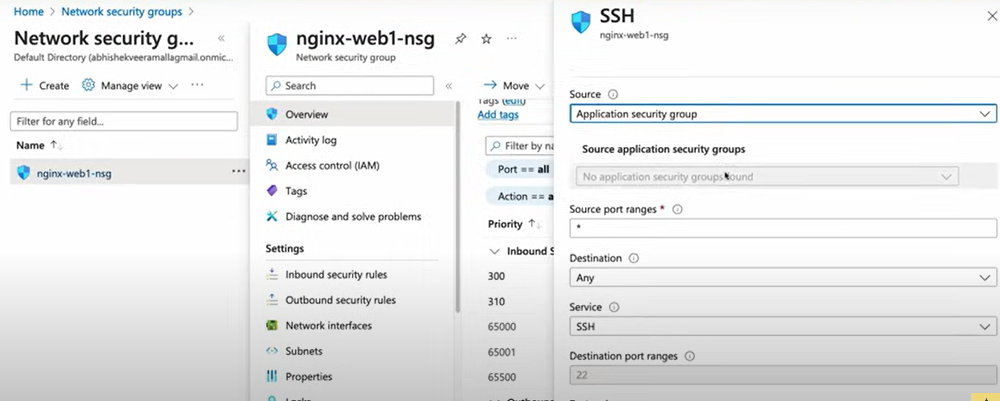 Home > Network security groups >
Network security g...
Default Directory (abhishekveeramallagmail.onmic...
+ Create Manage view ...
Filter for any field...
Name ↑↓
nginx-web1-nsg ...
nginx-web1-nsg ...
Network security group
Search
Overview
Activity log
Access control (IAM)
Tags
Diagnose and solve problems
Settings
Inbound security rules
Outbound security rules
Network interfaces
Subnets
Properties
Locks
Move
Tags (edit)
Add tags
Filter by na
Port == all
Action == a
Priority ↑↓
Inbound S
300
310
65000
65001
65500
Outbound
SSH
nginx-web1-nsg
Source
Application security group
Source application security groups
No application security groups found
Source port ranges *
*
Destination
Any
Service
SSH
Destination port ranges
22